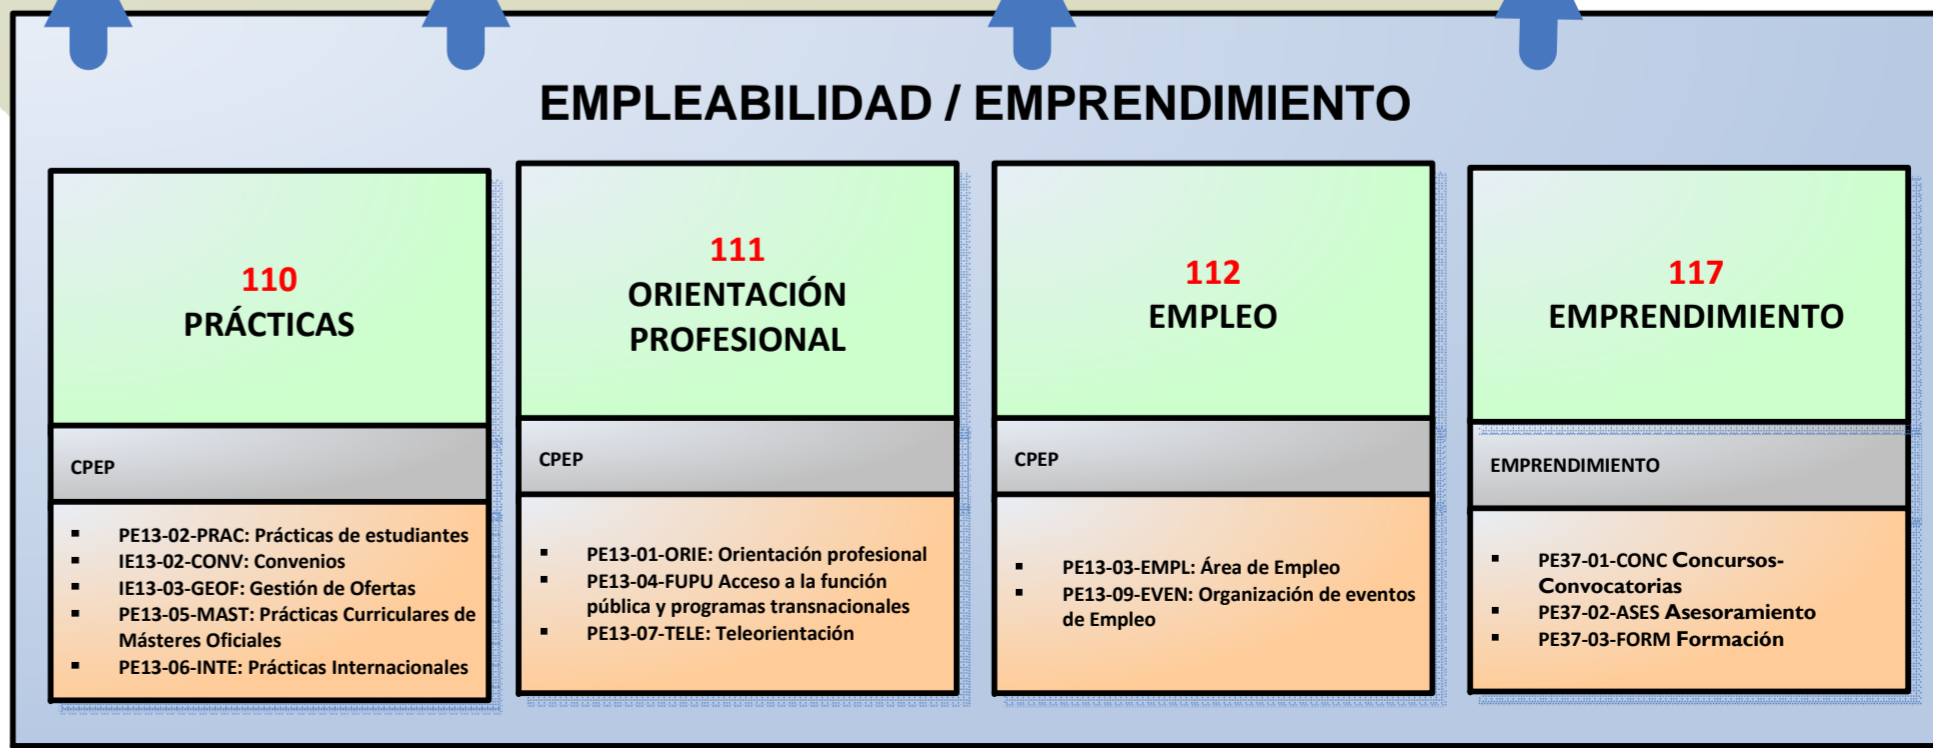 EMPLEABILIDAD / EMPRENDIMIENTO
110
PRÁCTICAS
CPEP
▪ PE13-02-PRAC: Prácticas de estudiantes
▪ IE13-02-CONV: Convenios
▪ IE13-03-GEOF: Gestión de Ofertas
▪ PE13-05-MAST: Prácticas Curriculares de
Másteres Oficiales
▪ PE13-06-INTE: Prácticas Internacionales
111
ORIENTACIÓN
PROFESIONAL
CPEP
▪ PE13-01-ORIE: Orientación profesional
▪ PE13-04-FUPU Acceso a la función
pública y programas transnacionales
▪ PE13-07-TELE: Teleorientación
112
EMPLEO
CPEP
▪ PE13-03-EMPL: Área de Empleo
▪ PE13-09-EVEN: Organización de eventos
de Empleo
117
EMPRENDIMIENTO
EMPRENDIMIENTO
▪ PE37-01-CONC Concursos-
Convocatorias
▪ PE37-02-ASES Asesoramiento
▪ PE37-03-FORM Formación